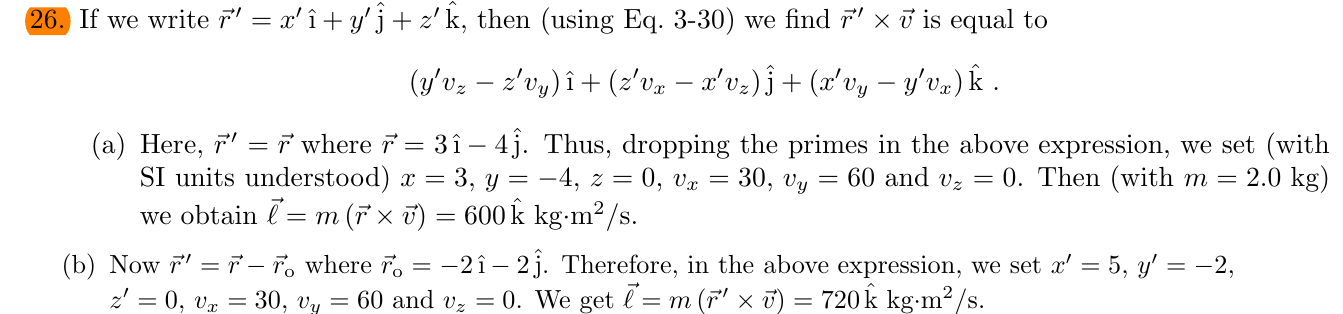 26. If we write r⃗′ = x′ î + y′ ĵ + z′ k̂, then (using Eq. 3-30) we find r⃗′ × v⃗ is equal to
(y′v_z − z′v_y) î + (z′v_x − x′v_z) ĵ + (x′v_y − y′v_x) k̂ .
(a) Here, r⃗′ = r⃗ where r⃗ = 3 î − 4 ĵ. Thus, dropping the primes in the above expression, we set (with
SI units understood) x = 3, y = −4, z = 0, v_x = 30, v_y = 60 and v_z = 0. Then (with m = 2.0 kg)
we obtain ℓ⃗ = m (r⃗ × v⃗) = 600 k̂ kg·m²/s.
(b) Now r⃗′ = r⃗ − r⃗_o where r⃗_o = −2 î − 2 ĵ. Therefore, in the above expression, we set x′ = 5, y′ = −2,
z′ = 0, v_x = 30, v_y = 60 and v_z = 0. We get ℓ⃗ = m (r⃗′ × v⃗) = 720 k̂ kg·m²/s.